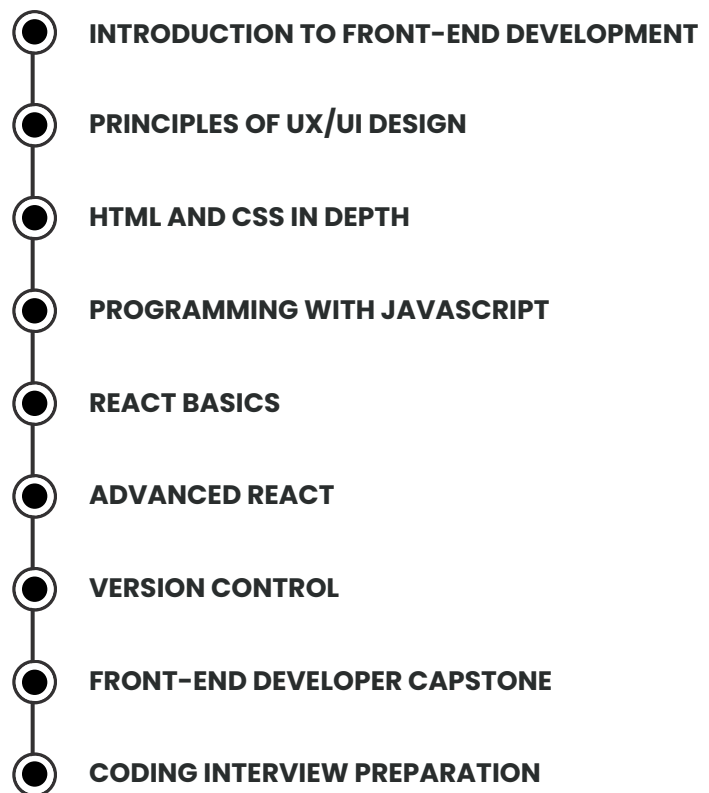 INTRODUCTION TO FRONT-END DEVELOPMENT
PRINCIPLES OF UX/UI DESIGN
HTML AND CSS IN DEPTH
PROGRAMMING WITH JAVASCRIPT
REACT BASICS
ADVANCED REACT
VERSION CONTROL
FRONT-END DEVELOPER CAPSTONE
CODING INTERVIEW PREPARATION